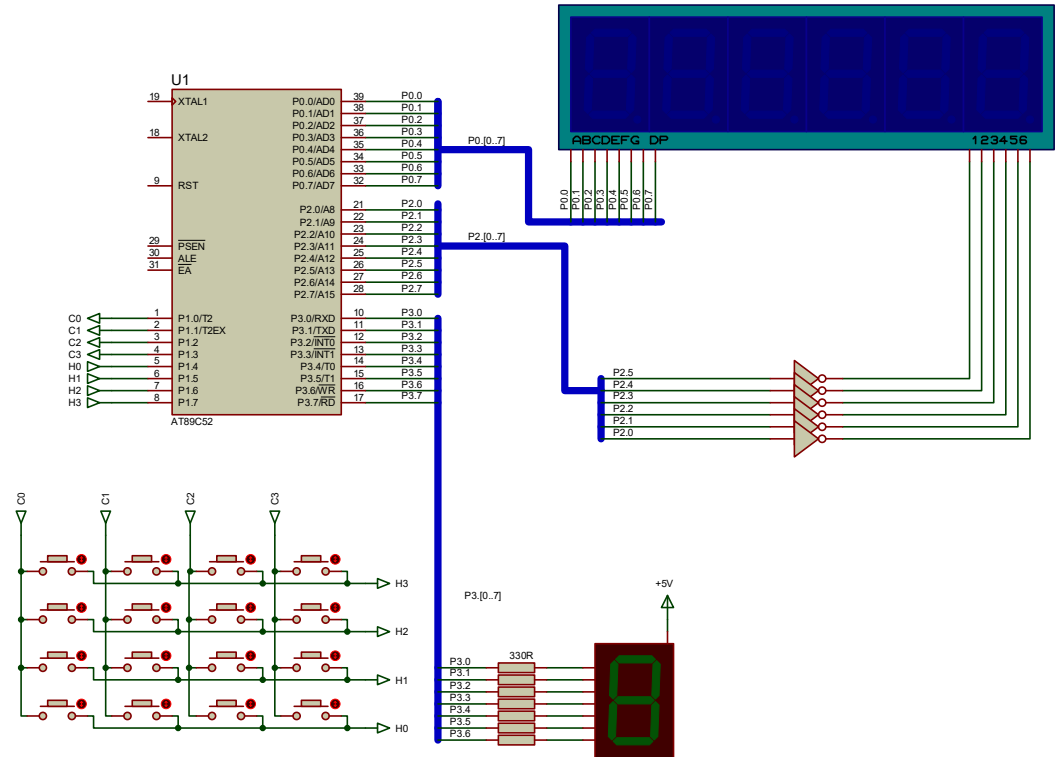 U1
19 XTAL1
18 XTAL2
9 RST
29 PSEN
30 ALE
31 EA
C0 1 P1.0/T2
C1 2 P1.1/T2EX
C2 3 P1.2
C3 4 P1.3
H0 5 P1.4
H1 6 P1.5
H2 7 P1.6
H3 8 P1.7
P0.0/AD0 39 P0.0
P0.1/AD1 38 P0.1
P0.2/AD2 37 P0.2
P0.3/AD3 36 P0.3
P0.4/AD4 35 P0.4
P0.5/AD5 34 P0.5
P0.6/AD6 33 P0.6
P0.7/AD7 32 P0.7
P2.0/A8 21 P2.0
P2.1/A9 22 P2.1
P2.2/A10 23 P2.2
P2.3/A11 24 P2.3
P2.4/A12 25 P2.4
P2.5/A13 26 P2.5
P2.6/A14 27 P2.6
P2.7/A15 28 P2.7
P3.0/RXD 10 P3.0
P3.1/TXD 11 P3.1
P3.2/INT0 12 P3.2
P3.3/INT1 13 P3.3
P3.4/T0 14 P3.4
P3.5/T1 15 P3.5
P3.6/WR 16 P3.6
P3.7/RD 17 P3.7
AT89C52
P0.[0..7]
P2.[0..7]
ABCDEFG DP
123456
P0.0
P0.1
P0.2
P0.3
P0.4
P0.5
P0.6
P0.7
P2.5
P2.4
P2.3
P2.2
P2.1
P2.0
C0
C1
C2
C3
H3
H2
H1
H0
P3.[0..7]
+5V
330R
P3.0
P3.1
P3.2
P3.3
P3.4
P3.5
P3.6